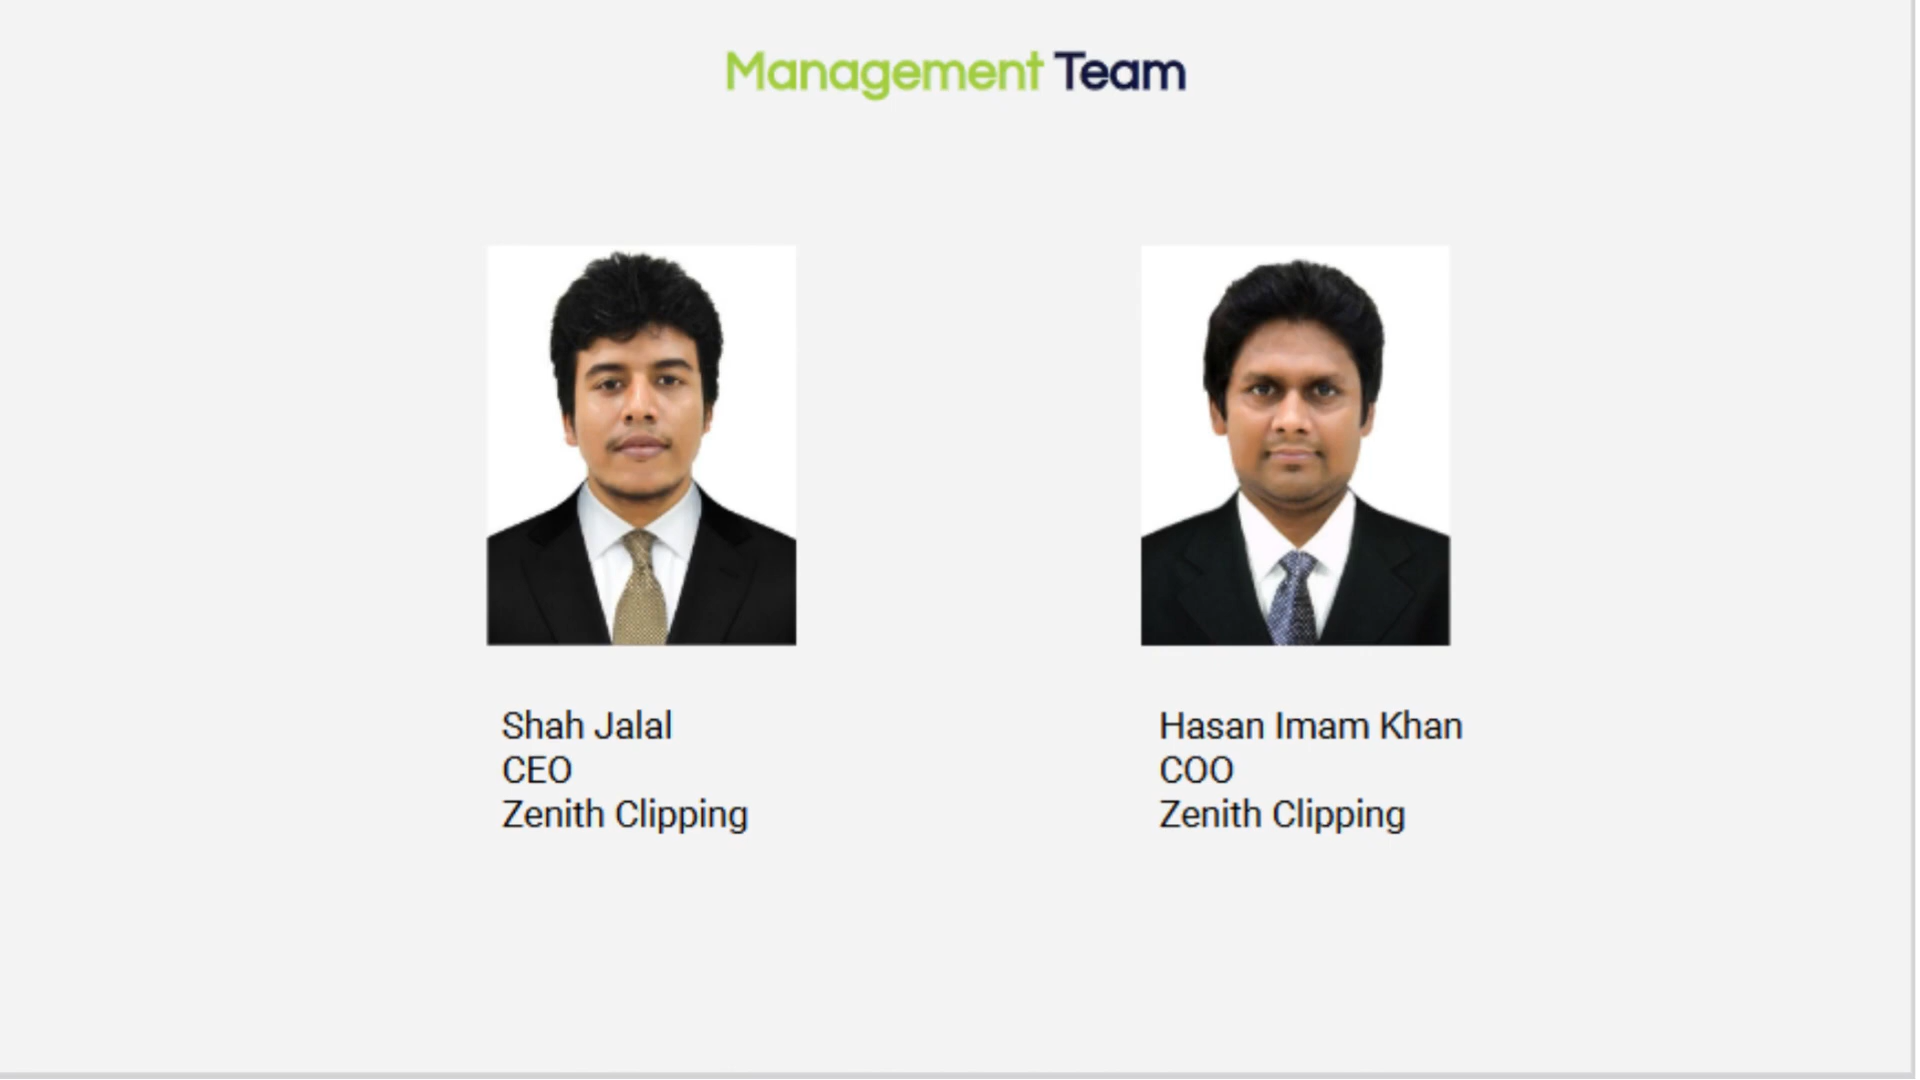 Management Team
Shah Jalal
CEO
Zenith Clipping
Hasan Imam Khan
COO
Zenith Clipping